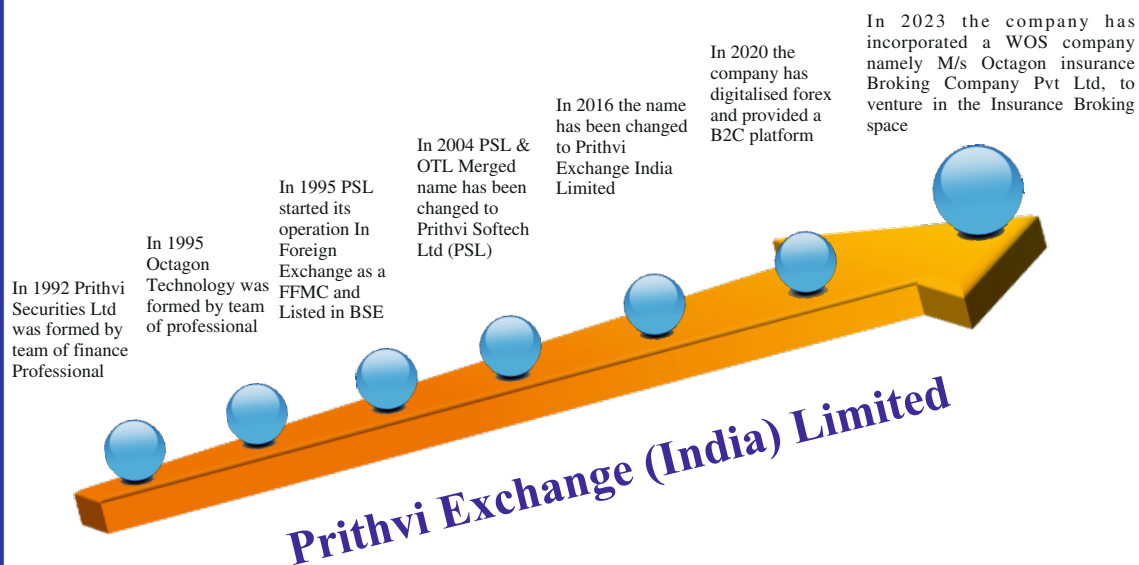 In 1992 Prithvi
Securities Ltd
was formed by
team of finance
Professional
In 1995
Octagon
Technology was
formed by team
of professional
In 1995 PSL
started its
operation In
Foreign
Exchange as a
FFMC and
Listed in BSE
In 2004 PSL &
OTL Merged
name has been
changed to
Prithvi Softech
Ltd (PSL)
In 2016 the name
has been changed
to Prithvi
Exchange India
Limited
In 2020 the
company has
digitalised forex
and provided a
B2C platform
In 2023 the company has
incorporated a WOS company
namely M/s Octagon insurance
Broking Company Pvt Ltd, to
venture in the Insurance Broking
space
Prithvi Exchange (India) Limited